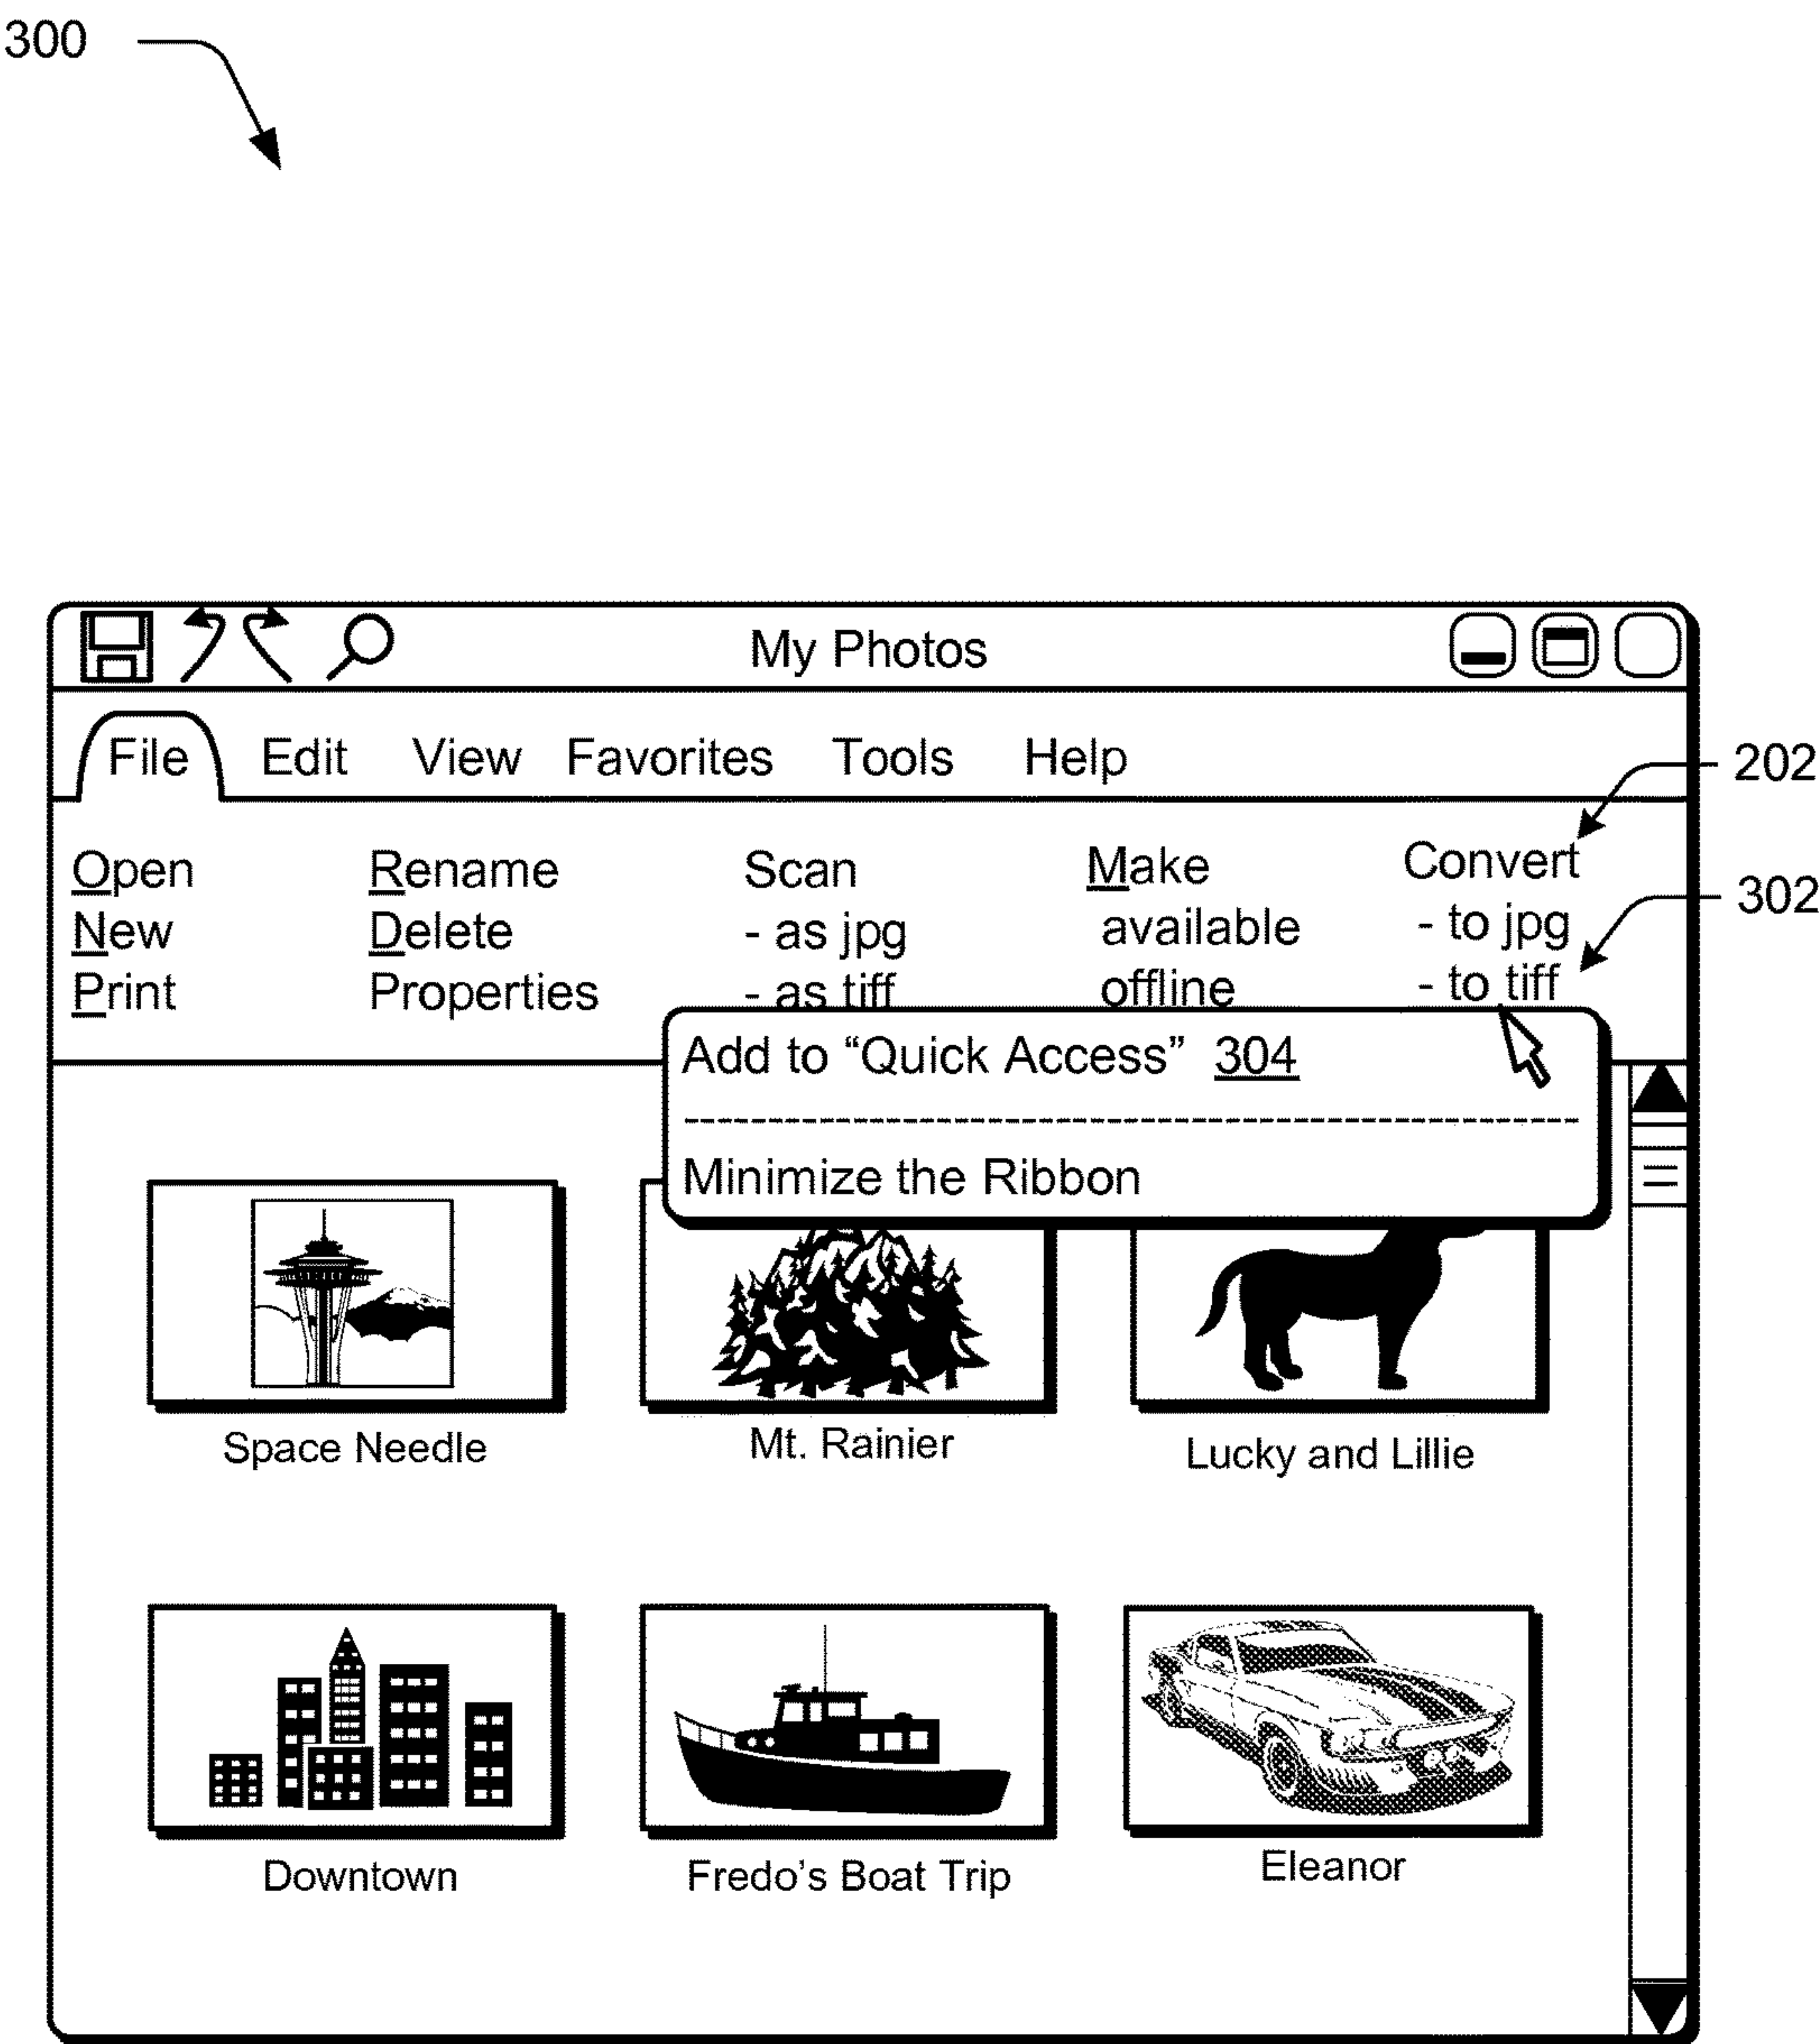 300
My Photos
File Edit View Favorites Tools Help
202
Open Rename Scan Make Convert
302
New Delete - as jpg available - to jpg
Print Properties - as tiff offline - to tiff
Add to “Quick Access” 304
Minimize the Ribbon
Space Needle Mt. Rainier Lucky and Lillie
Downtown Fredo’s Boat Trip Eleanor